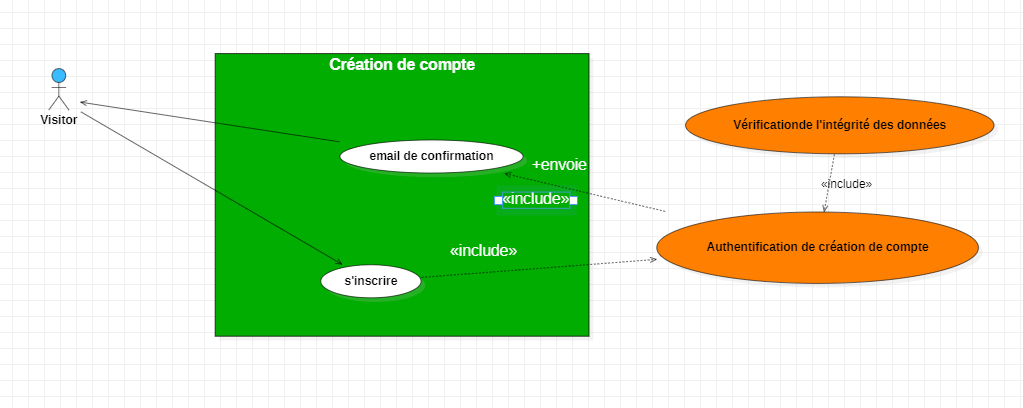 Création de compte
Visitor
Vérificationde l'intégrité des données
email de confirmation
+envoie
«include»
«include»
«include»
Authentification de création de compte
s'inscrire